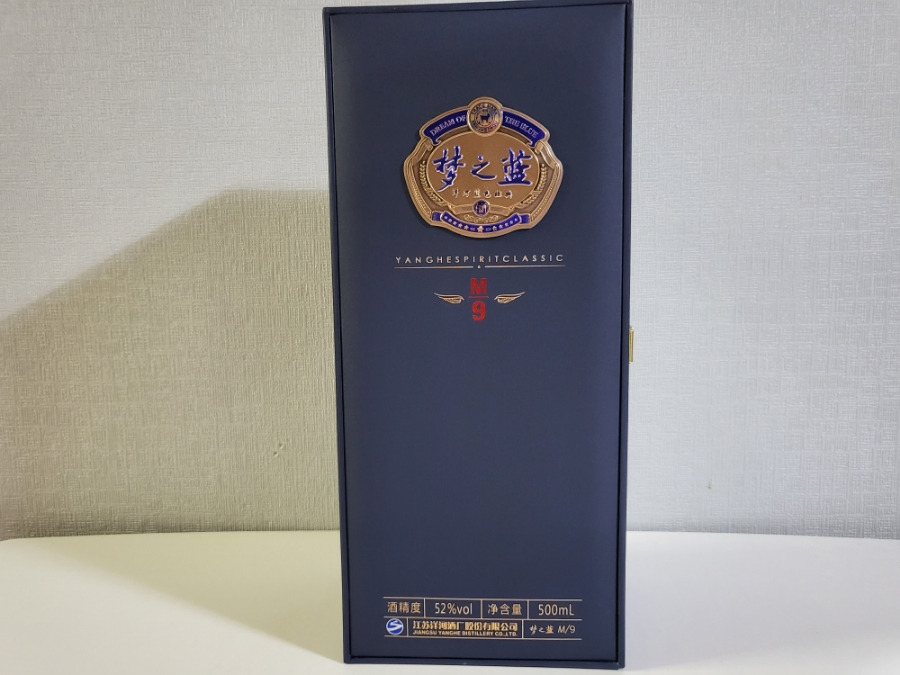 DREAM OF THE BLUE
梦之蓝
酒
YANGHESPIRITCLASSIC
M
9
酒精度 52%vol 净含量 500mL
江苏洋河酒厂股份有限公司 梦之蓝 M/9
JIANGSU YANGHE DISTILLERY CO.,LTD.